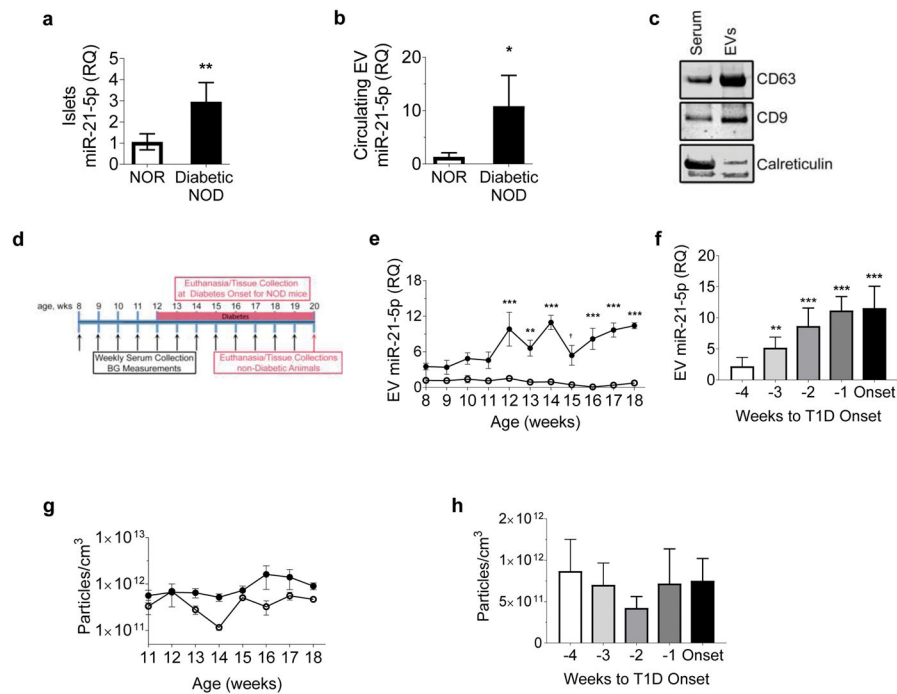 a
Islets
miR-21-5p (RQ)
5
4
3
2
1
0
**
NOR
Diabetic
NOD
b
Circulating EV
miR-21-5p (RQ)
20
10
0
*
NOR
Diabetic
NOD
c
Serum
EVs
CD63
CD9
Calreticulin
d
Euthanasia/Tissue Collection
at Diabetes Onset for NOD mice
age, wks 8 9 10 11 12 13 14 15 16 17 18 19 20
Diabetes
Weekly Serum Collection
BG Measurements
Euthanasia/Tissue Collections
non-Diabetic Animals
e
EV miR-21-5p (RQ)
18
12
6
0
*** ** *** † *** *** ***
8 9 10 11 12 13 14 15 16 17 18
Age (weeks)
f
EV miR-21-5p (RQ)
20
15
10
5
0
** *** *** ***
-4 -3 -2 -1 Onset
Weeks to T1D Onset
g
Particles/cm³
1×10¹³
1×10¹²
1×10¹¹
11 12 13 14 15 16 17 18
Age (weeks)
h
Particles/cm³
2×10¹²
1×10¹²
5×10¹¹
0
-4 -3 -2 -1 Onset
Weeks to T1D Onset